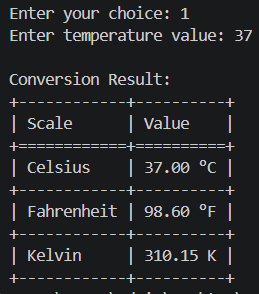 Enter your choice: 1
Enter temperature value: 37
Conversion Result:
+------------+----------+
| Scale      | Value    |
+============+==========+
| Celsius    | 37.00 °C |
+------------+----------+
| Fahrenheit | 98.60 °F |
+------------+----------+
| Kelvin     | 310.15 K |
+------------+----------+